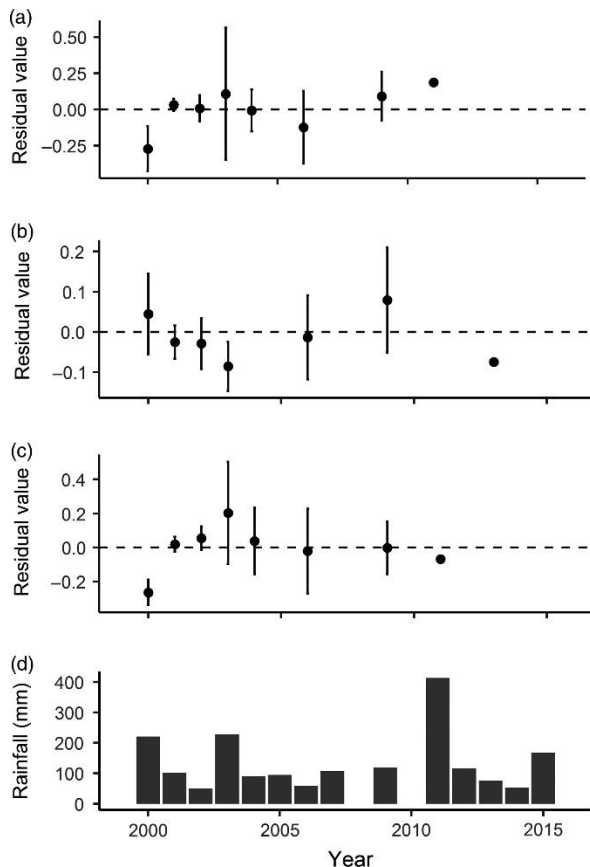 (a)
Residual value
0.50
0.25
0.00
−0.25
(b)
Residual value
0.2
0.1
0.0
−0.1
(c)
Residual value
0.4
0.2
0.0
−0.2
(d)
Rainfall (mm)
400
300
200
100
0
2000 2005 2010 2015
Year